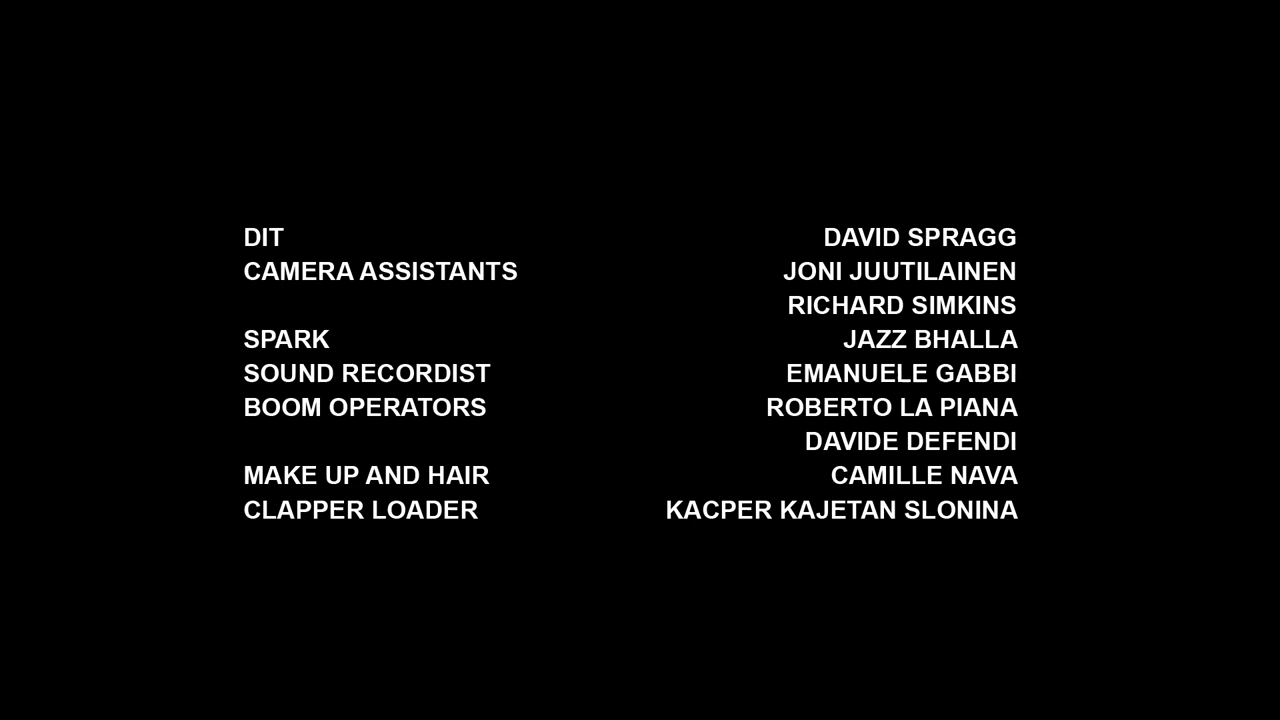 DIT DAVID SPRAGG
CAMERA ASSISTANTS JONI JUUTILAINEN
RICHARD SIMKINS
SPARK JAZZ BHALLA
SOUND RECORDIST EMANUELE GABBI
BOOM OPERATORS ROBERTO LA PIANA
DAVIDE DEFENDI
MAKE UP AND HAIR CAMILLE NAVA
CLAPPER LOADER KACPER KAJETAN SLONINA